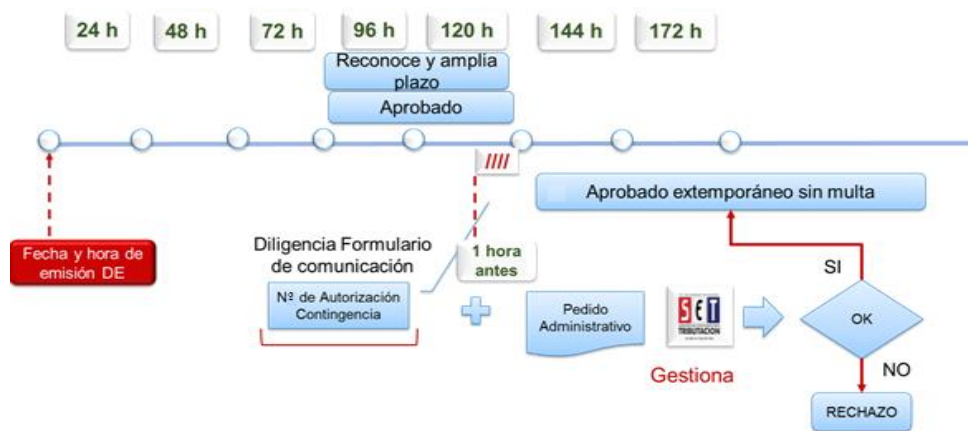 24 h
48 h
72 h
96 h
120 h
144 h
172 h
Reconoce y amplia
plazo
Aprobado
Aprobado extemporáneo sin multa
Fecha y hora de
emisión DE
Diligencia Formulario
de comunicación
1 hora
antes
Nº de Autorización
Contingencia
Pedido
Administrativo
SET
TRIBUTACION
Gestiona
SI
OK
NO
RECHAZO